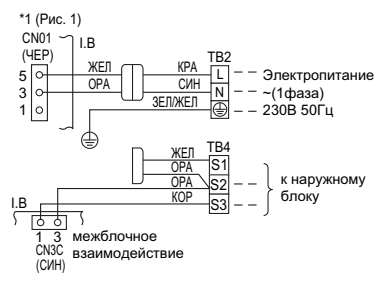 *1 (Рис. 1)
CN01 I.B
(ЧЕР) TB2
5 ЖЕЛ КРА L Электропитание
3 ОРА СИН N ~(1фаза)
1 ЗЕЛ/ЖЕЛ 230В 50Гц
ЖЕЛ TB4
ОРА S1
ОРА S2 к наружному
I.B КОР S3 блоку
1 3 межблочное
CN3C взаимодействие
(СИН)